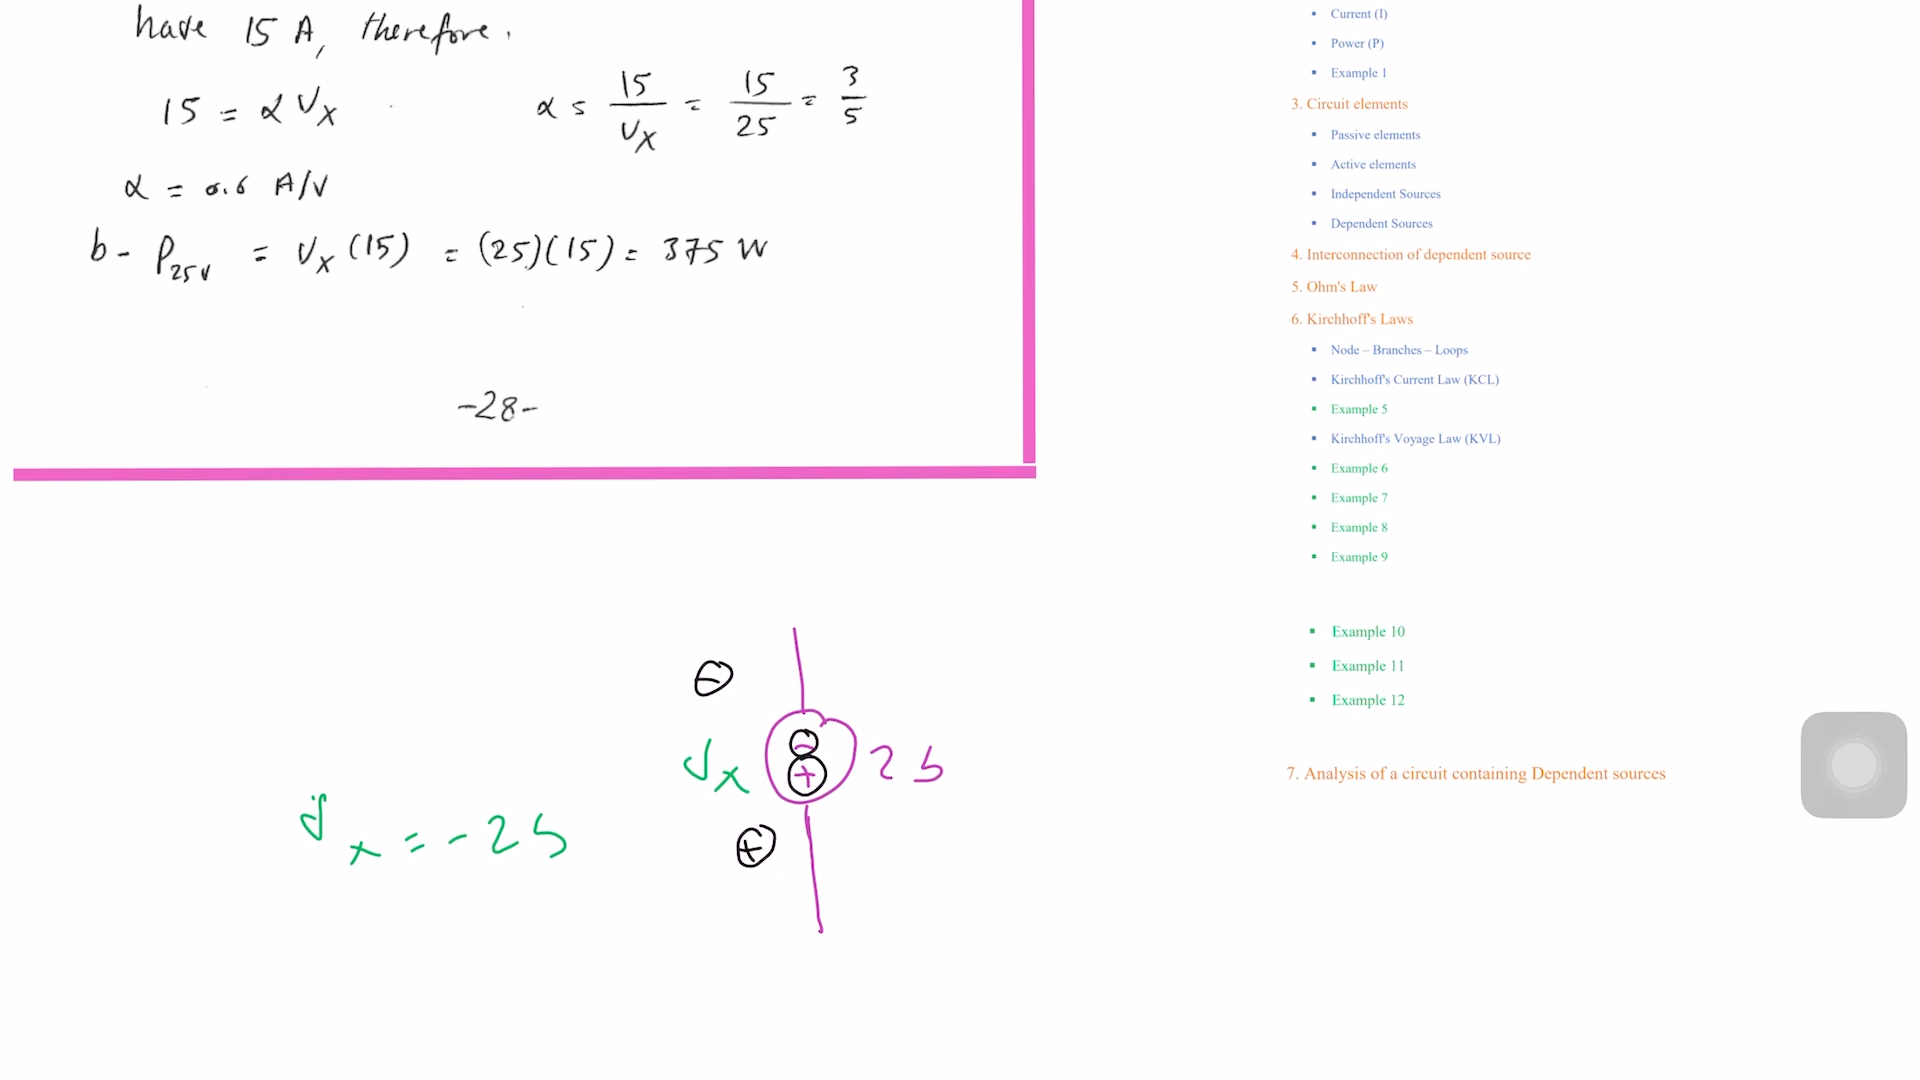 have 15 A, therefore.
15 = α Vx
α = 15/Vx = 15/25 = 3/5
α = 0.6 A/V
b- P25V = Vx (15) = (25)(15) = 375 W
-28-
−
Vx
−
+
25
+
Vx = -25
▪ Current (I)
▪ Power (P)
▪ Example 1
3. Circuit elements
▪ Passive elements
▪ Active elements
▪ Independent Sources
▪ Dependent Sources
4. Interconnection of dependent source
5. Ohm's Law
6. Kirchhoff's Laws
▪ Node – Branches – Loops
▪ Kirchhoff's Current Law (KCL)
▪ Example 5
▪ Kirchhoff's Voyage Law (KVL)
▪ Example 6
▪ Example 7
▪ Example 8
▪ Example 9
▪ Example 10
▪ Example 11
▪ Example 12
7. Analysis of a circuit containing Dependent sources